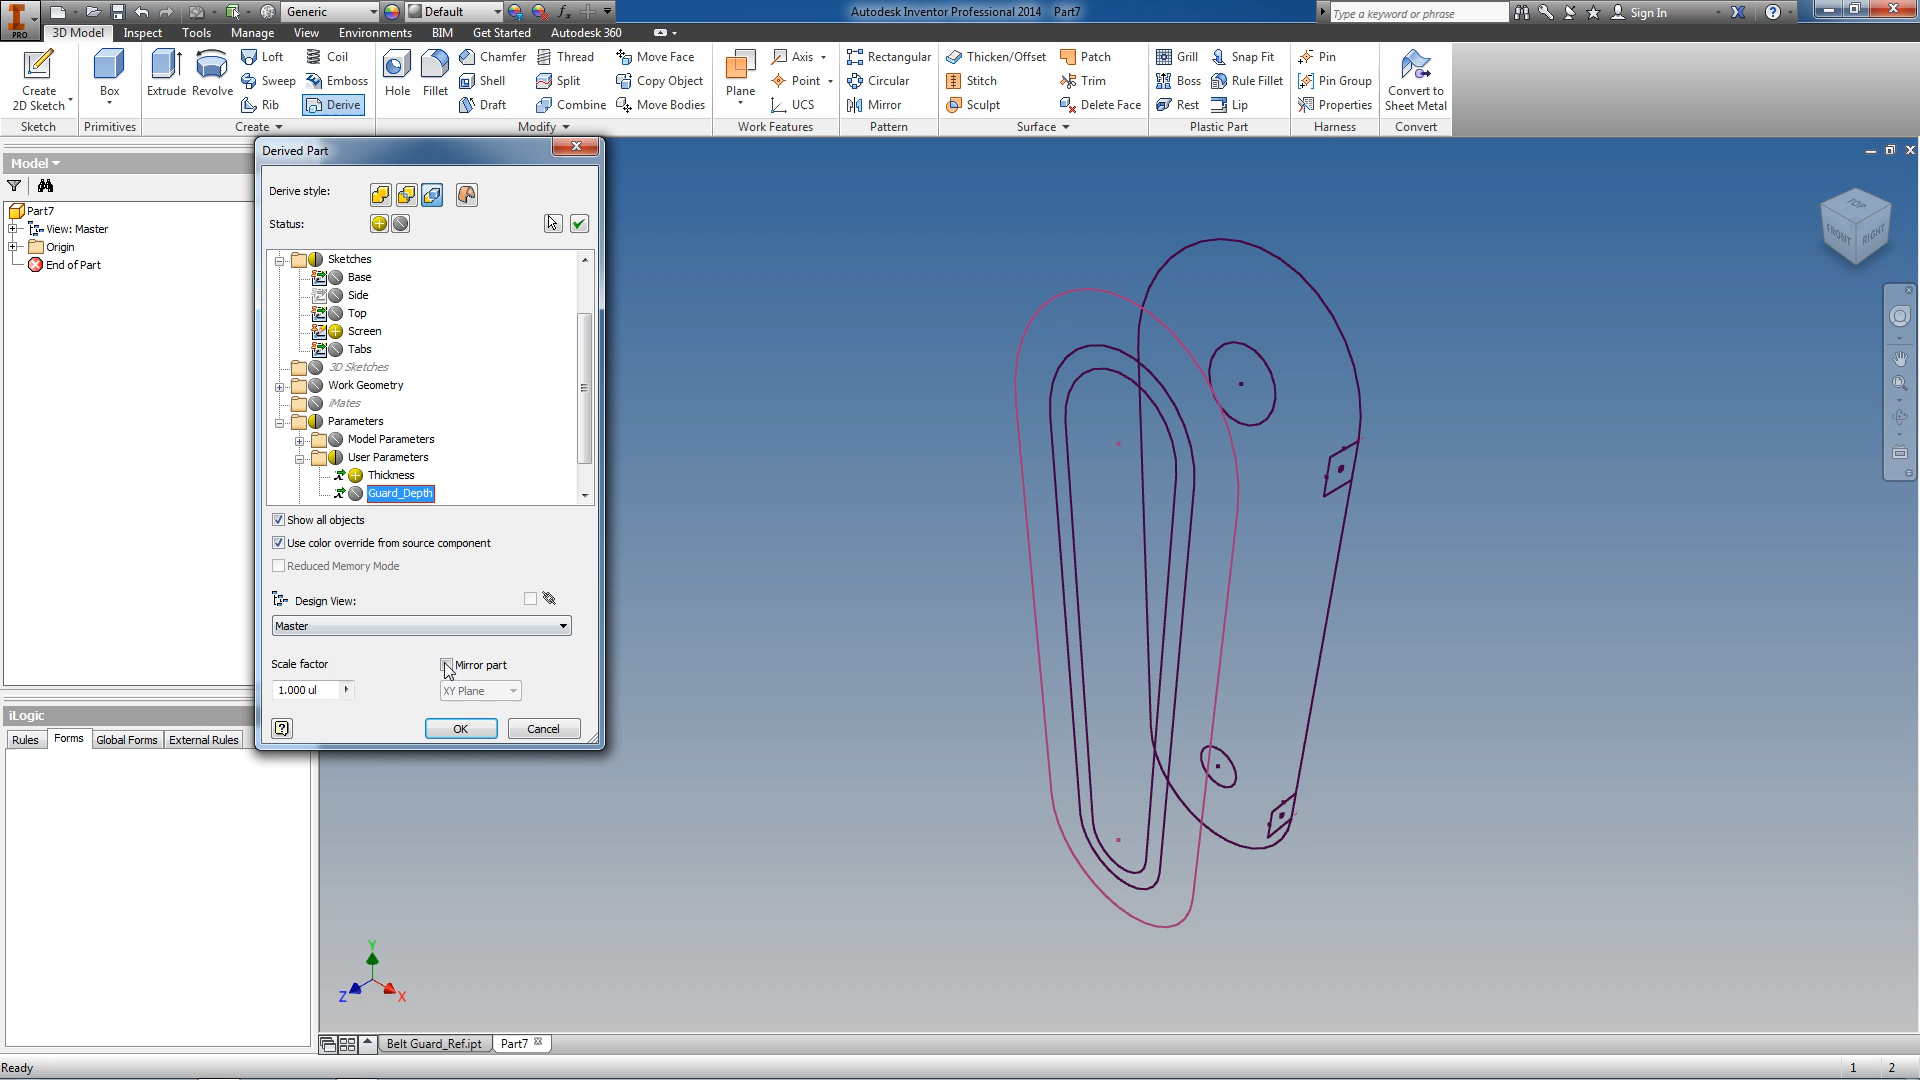 Generic
Default
Autodesk Inventor Professional 2014 Part7
Type a keyword or phrase
Sign In
PRO
3D Model Inspect Tools Manage View Environments BIM Get Started Autodesk 360
Create
2D Sketch
Box
Extrude
Revolve
Loft
Sweep
Rib
Coil
Emboss
Derive
Hole
Fillet
Chamfer
Shell
Draft
Thread
Split
Combine
Move Face
Copy Object
Move Bodies
Plane
Axis
Point
UCS
Rectangular
Circular
Mirror
Thicken/Offset
Stitch
Sculpt
Patch
Trim
Delete Face
Grill
Boss
Rest
Snap Fit
Rule Fillet
Lip
Pin
Pin Group
Properties
Convert to
Sheet Metal
Sketch Primitives Create Modify Work Features Pattern Surface Plastic Part Harness Convert
Model
Part7
View: Master
Origin
End of Part
Derived Part
Derive style:
Status:
Sketches
Base
Side
Top
Screen
Tabs
3D Sketches
Work Geometry
iMates
Parameters
Model Parameters
User Parameters
Thickness
Guard_Depth
Show all objects
Use color override from source component
Reduced Memory Mode
Design View:
Master
Scale factor
Mirror part
1.000 ul
XY Plane
OK Cancel
TOP
FRONT RIGHT
iLogic
Rules Forms Global Forms External Rules
Y
Z X
Belt Guard_Ref.ipt Part7
Ready
1 2